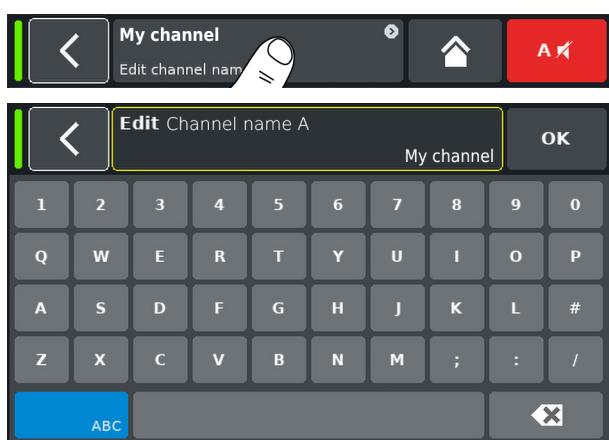 My channel
Edit channel nam
A
Edit Channel name A
My channel
OK
1 2 3 4 5 6 7 8 9 0
Q W E R T Y U I O P
A S D F G H J K L #
Z X C V B N M ; : /
ABC